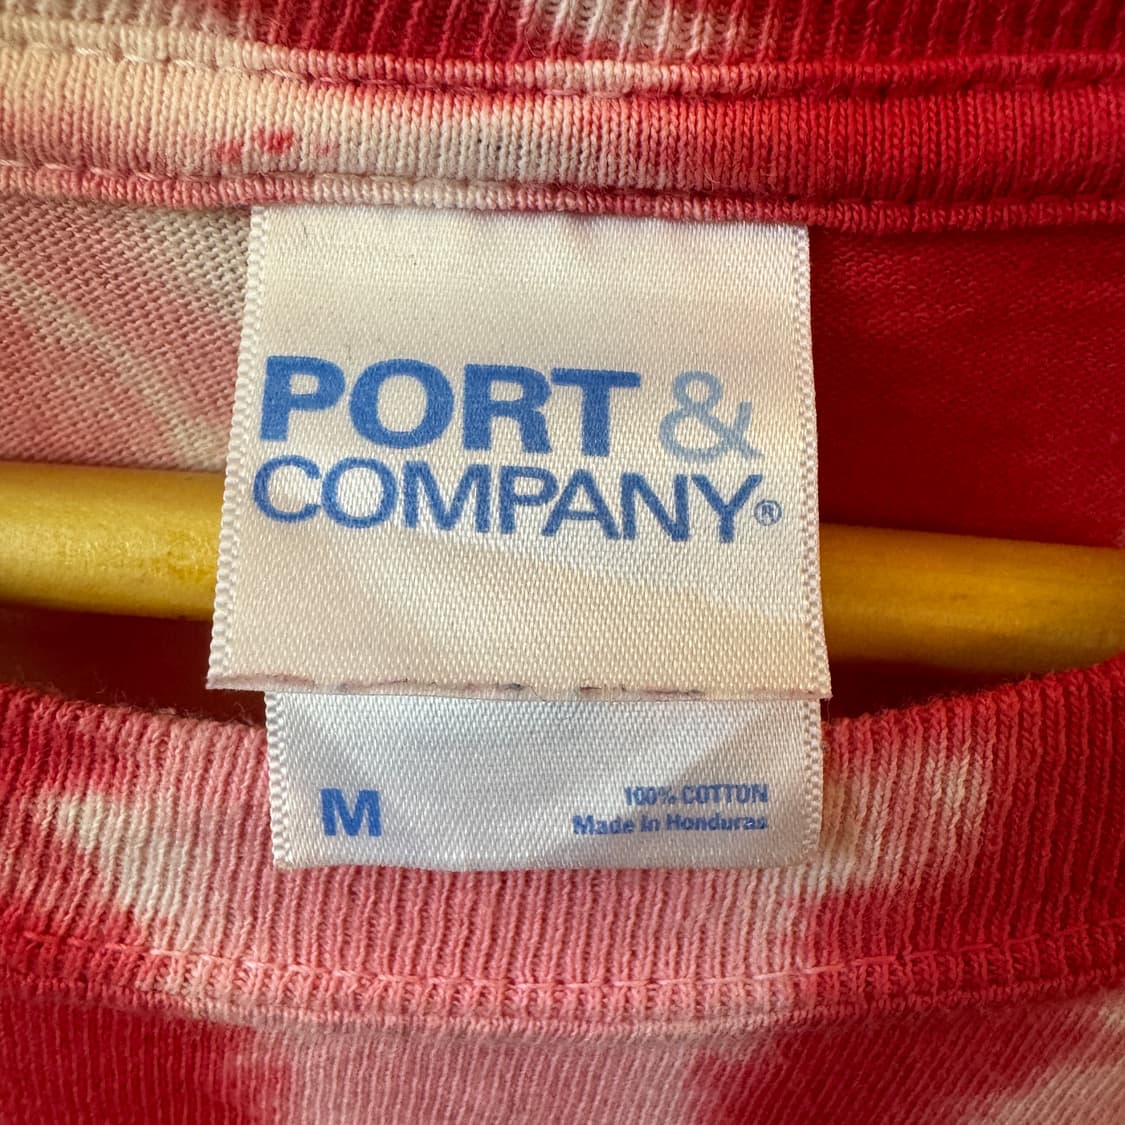 PORT &
COMPANY®
M
100% COTTON
Made In Honduras